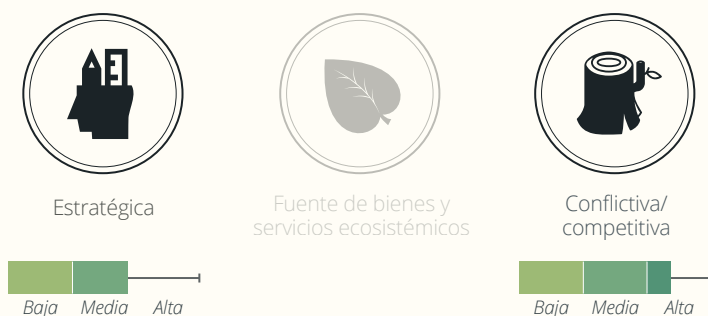 Estratégica
Fuente de bienes y
servicios ecosistémicos
Conflictiva/
competitiva
Baja Media Alta
Baja Media Alta